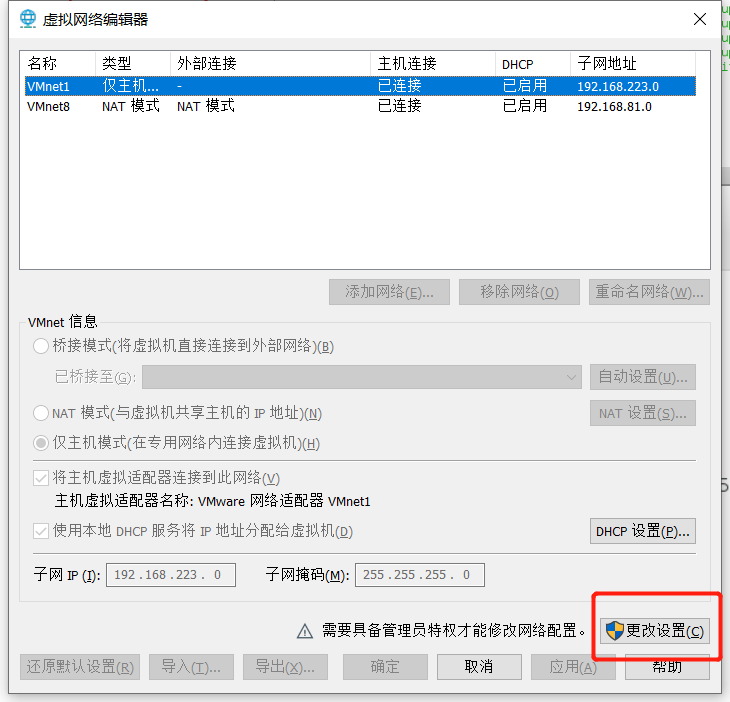 虚拟网络编辑器
名称 类型 外部连接 主机连接 DHCP 子网地址
VMnet1 仅主机... - 已连接 已启用 192.168.223.0
VMnet8 NAT 模式 NAT 模式 已连接 已启用 192.168.81.0
添加网络(E)... 移除网络(O) 重命名网络(W)...
VMnet 信息
桥接模式(将虚拟机直接连接到外部网络)(B)
已桥接至(G): 自动设置(U)...
NAT 模式(与虚拟机共享主机的 IP 地址)(N) NAT 设置(S)...
仅主机模式(在专用网络内连接虚拟机)(H)
将主机虚拟适配器连接到此网络(V)
主机虚拟适配器名称: VMware 网络适配器 VMnet1
使用本地 DHCP 服务将 IP 地址分配给虚拟机(D) DHCP 设置(P)...
子网 IP (I): 192 . 168 . 223 . 0 子网掩码(M): 255 . 255 . 255 . 0
需要具备管理员特权才能修改网络配置。 更改设置(C)
还原默认设置(R) 导入(T)... 导出(X)... 确定 取消 应用(A) 帮助